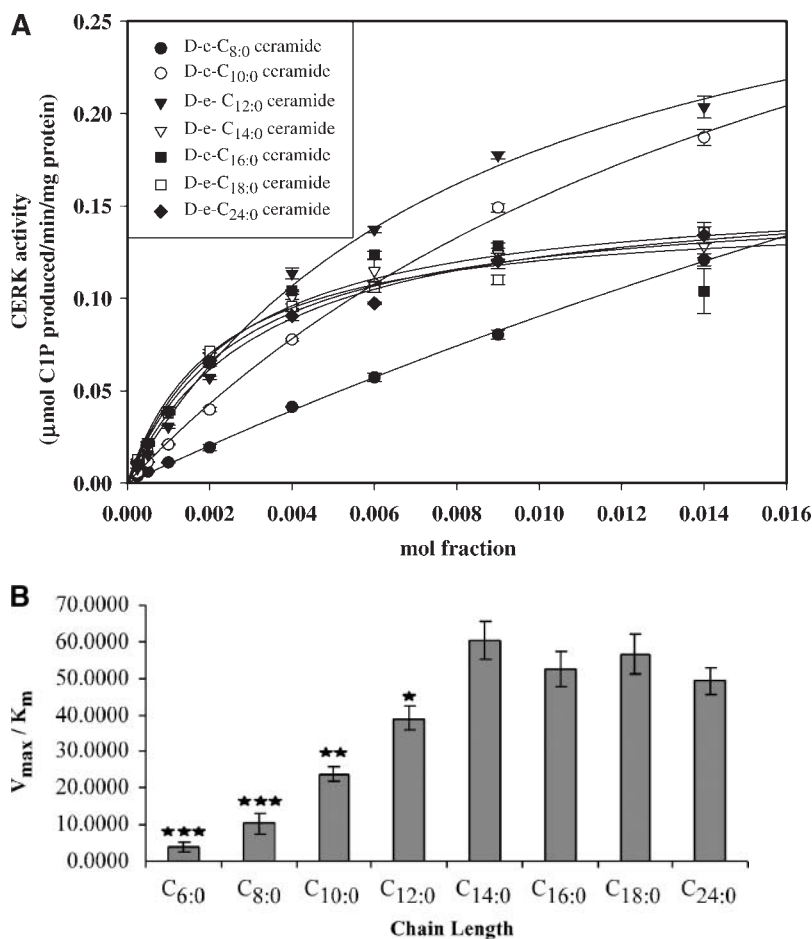 A
D-e-C8:0 ceramide
D-e-C10:0 ceramide
D-e- C12:0 ceramide
D-e- C14:0 ceramide
D-e-C16:0 ceramide
D-e-C18:0 ceramide
D-e-C24:0 ceramide
CERK activity
(μmol C1P produced/min/mg protein)
0.25
0.20
0.15
0.10
0.05
0.00
0.000 0.002 0.004 0.006 0.008 0.010 0.012 0.014 0.016
mol fraction
B
Vmax / Km
70.0000
60.0000
50.0000
40.0000
30.0000
20.0000
10.0000
0.0000
C6:0 C8:0 C10:0 C12:0 C14:0 C16:0 C18:0 C24:0
Chain Length